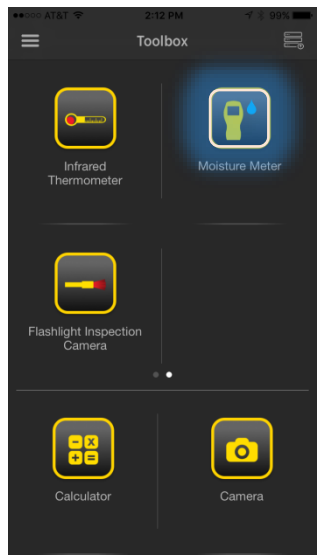 AT&T 2:12 PM 99%
Toolbox
Infrared
Thermometer
Moisture Meter
Flashlight Inspection
Camera
Calculator
Camera